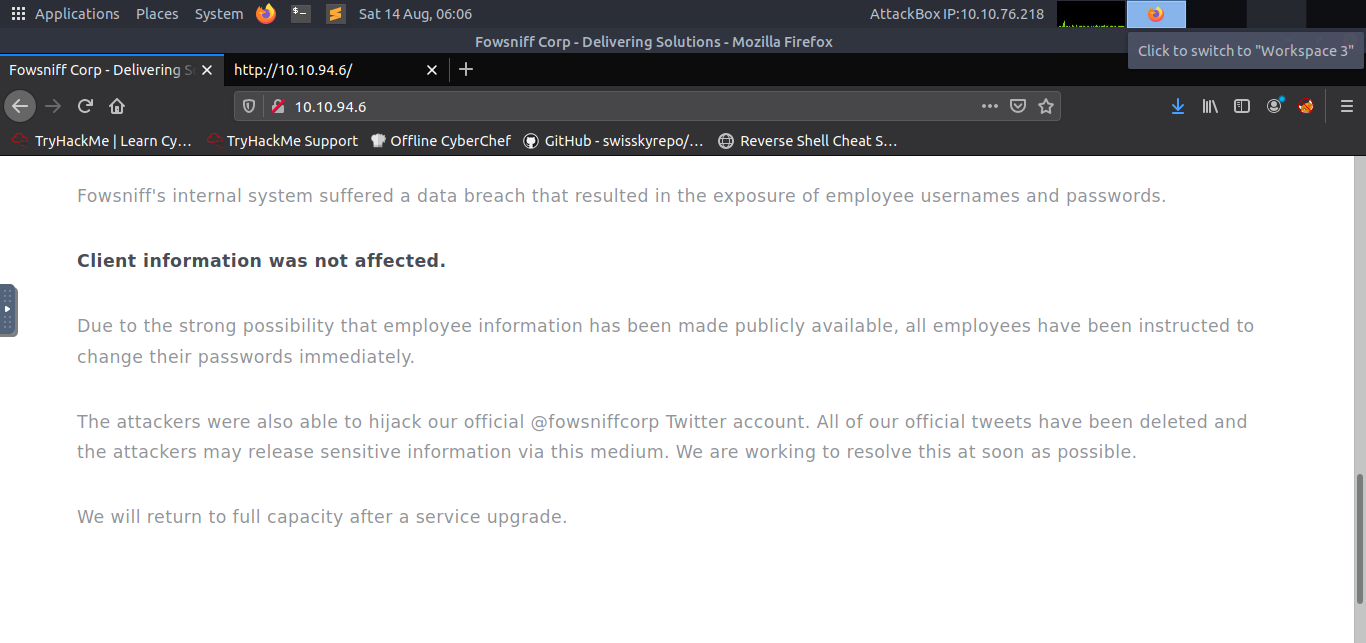 Applications Places System Sat 14 Aug, 06:06 AttackBox IP:10.10.76.218
Fowsniff Corp - Delivering Solutions - Mozilla Firefox
Click to switch to "Workspace 3"
Fowsniff Corp - Delivering S
http://10.10.94.6/
10.10.94.6
TryHackMe | Learn Cy… TryHackMe Support Offline CyberChef GitHub - swisskyrepo/… Reverse Shell Cheat S…
Fowsniff's internal system suffered a data breach that resulted in the exposure of employee usernames and passwords.
Client information was not affected.
Due to the strong possibility that employee information has been made publicly available, all employees have been instructed to
change their passwords immediately.
The attackers were also able to hijack our official @fowsniffcorp Twitter account. All of our official tweets have been deleted and
the attackers may release sensitive information via this medium. We are working to resolve this at soon as possible.
We will return to full capacity after a service upgrade.